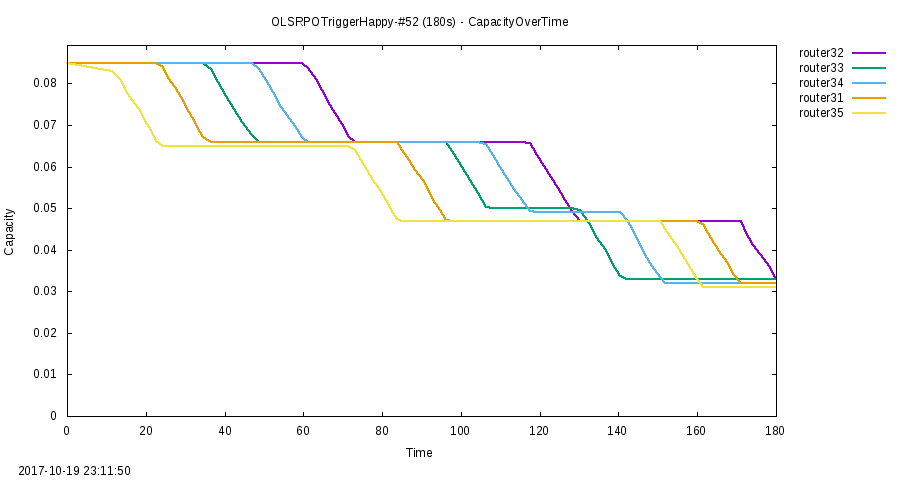 OLSRPOTriggerHappy-#52 (180s) - CapacityOverTime
router32
router33
router34
router31
router35
0.08
0.07
0.06
0.05
0.04
0.03
0.02
0.01
0
Capacity
0 20 40 60 80 100 120 140 160 180
Time
2017-10-19 23:11:50